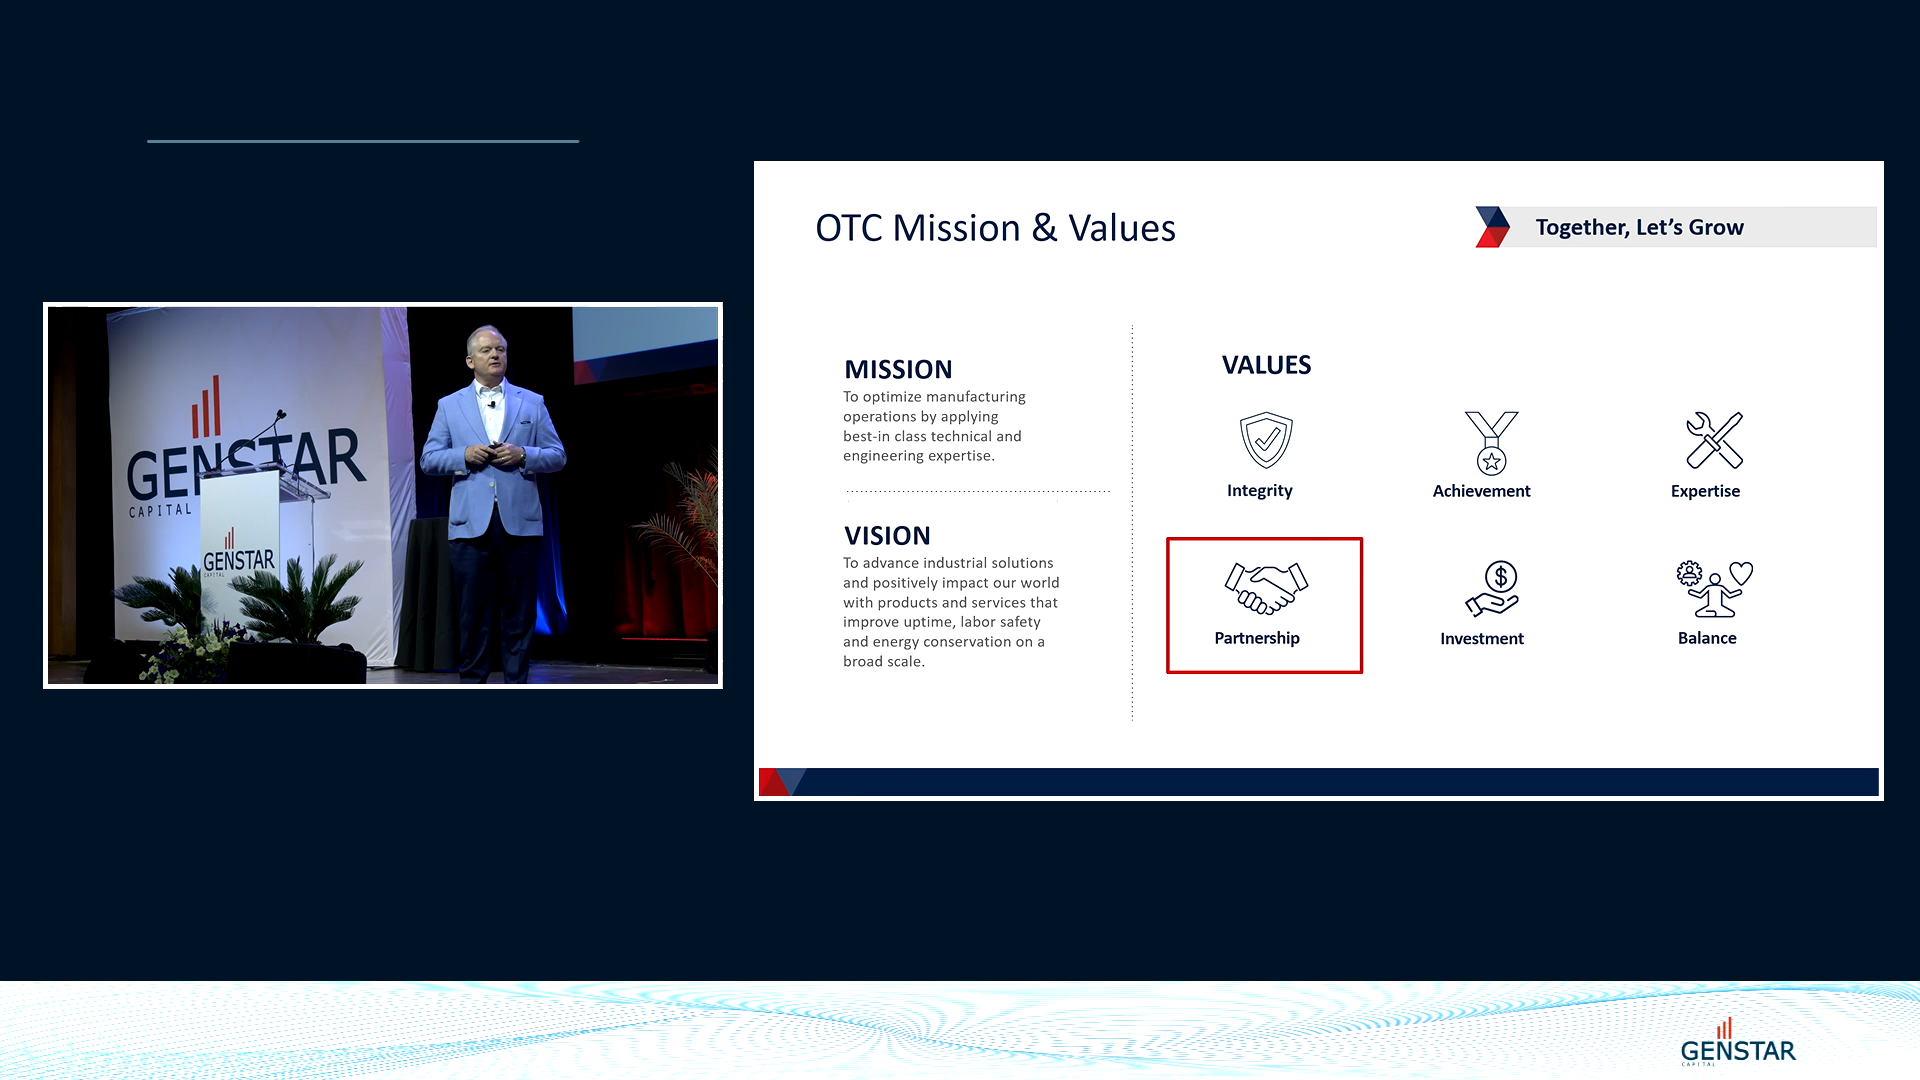 GENSTAR
CAPITAL
GENSTAR
CAPITAL
OTC Mission & Values
Together, Let's Grow
MISSION
To optimize manufacturing
operations by applying
best-in class technical and
engineering expertise.
VISION
To advance industrial solutions
and positively impact our world
with products and services that
improve uptime, labor safety
and energy conservation on a
broad scale.
VALUES
Integrity
Achievement
Expertise
Partnership
Investment
Balance
GENSTAR
CAPITAL